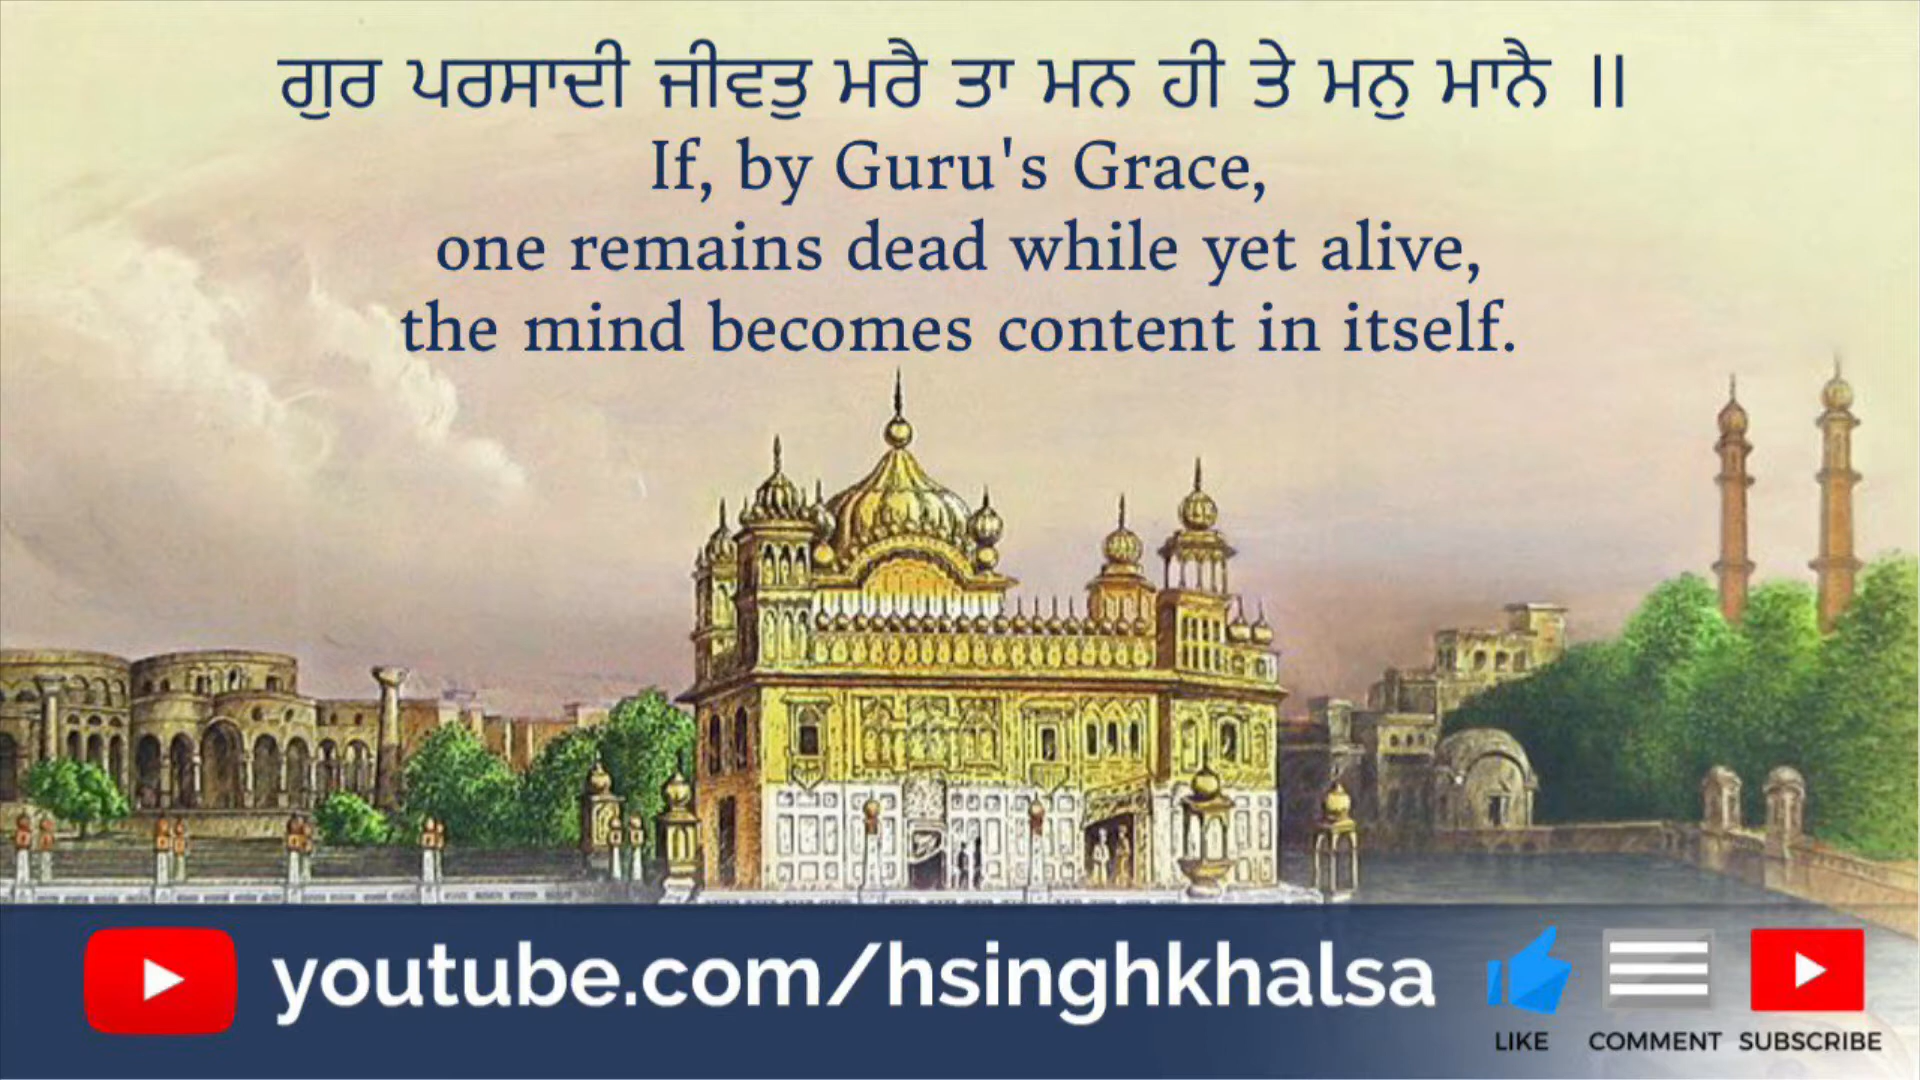 ਗੁਰ ਪਰਸਾਦੀ ਜੀਵਤੁ ਮਰੈ ਤਾ ਮਨ ਹੀ ਤੇ ਮਨੁ ਮਾਨੈ ॥
If, by Guru's Grace,
one remains dead while yet alive,
the mind becomes content in itself.
youtube.com/hsinghkhalsa
LIKE COMMENT SUBSCRIBE